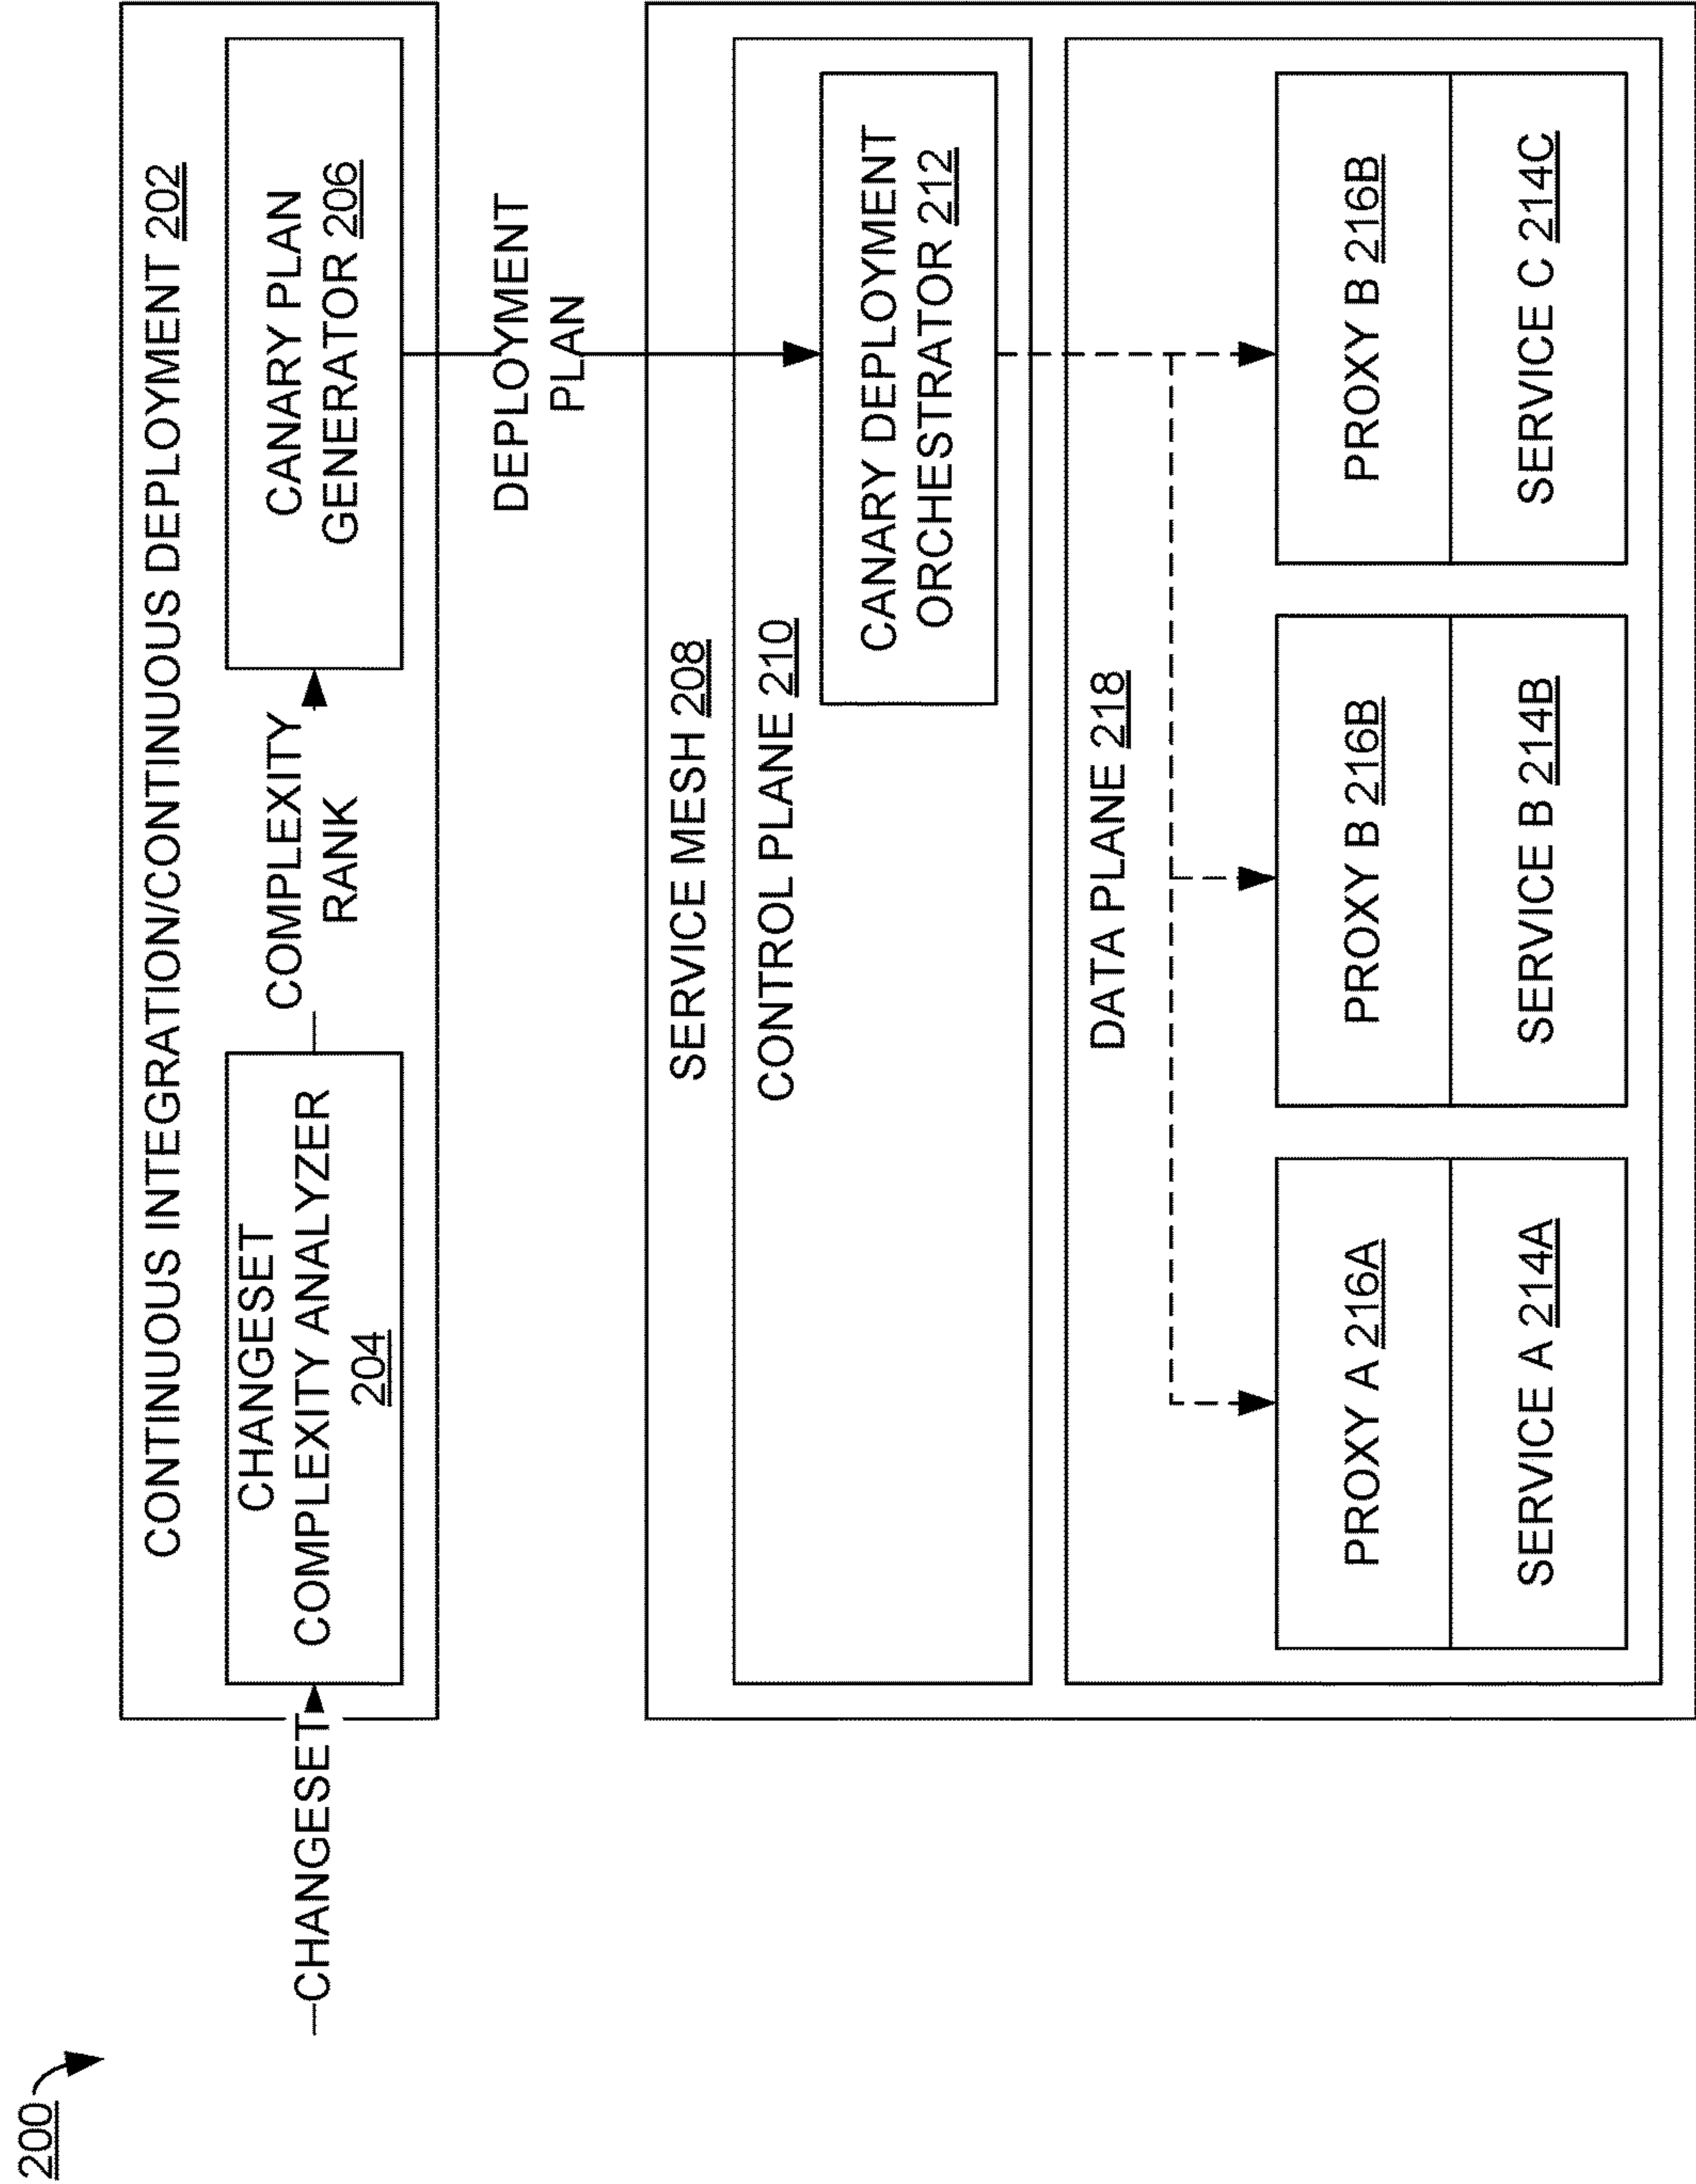 200
CONTINUOUS INTEGRATION/CONTINUOUS DEPLOYMENT 202
CHANGESET
CHANGESET
COMPLEXITY ANALYZER
204
COMPLEXITY
RANK
CANARY PLAN
GENERATOR 206
DEPLOYMENT
PLAN
SERVICE MESH 208
CONTROL PLANE 210
CANARY DEPLOYMENT
ORCHESTRATOR 212
DATA PLANE 218
PROXY A 216A
SERVICE A 214A
PROXY B 216B
SERVICE B 214B
PROXY B 216B
SERVICE C 214C